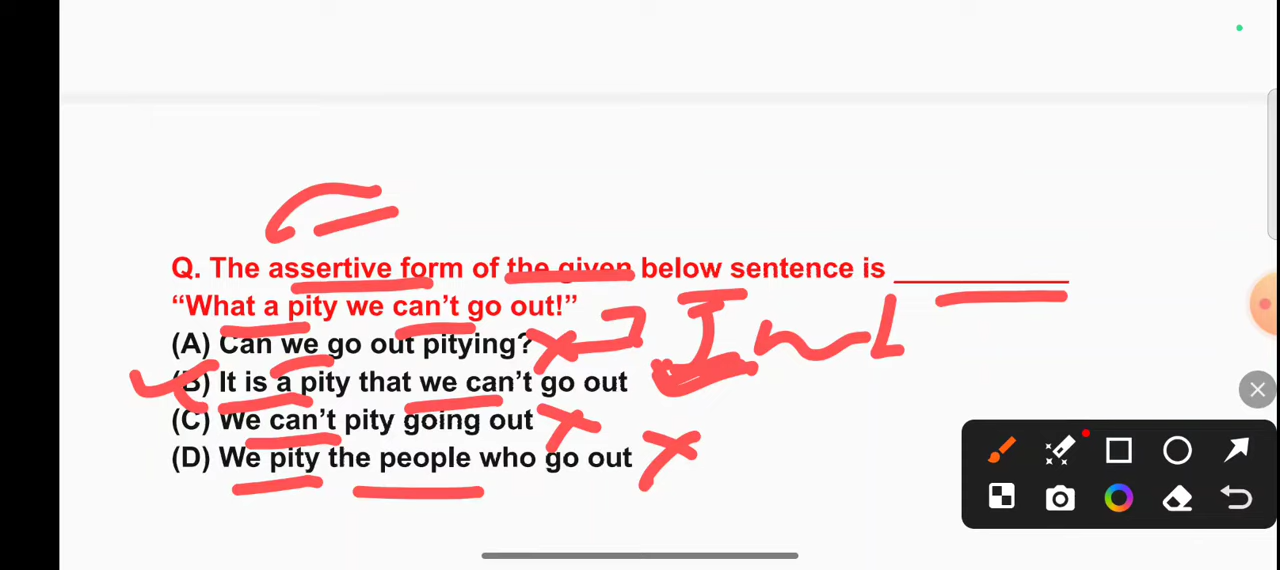 Q. The assertive form of the given below sentence is __________
“What a pity we can’t go out!”
(A) Can we go out pitying?
(B) It is a pity that we can’t go out
(C) We can’t pity going out
(D) We pity the people who go out